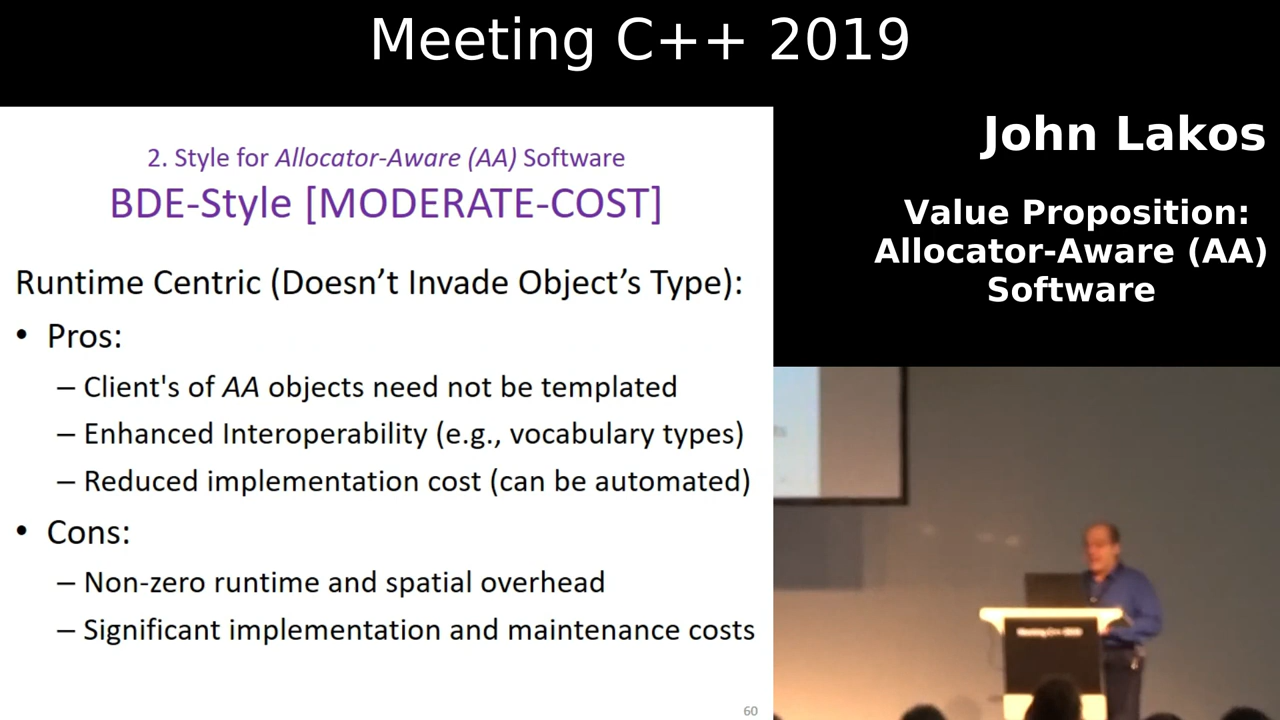 Meeting C++ 2019
John Lakos
Value Proposition:
Allocator-Aware (AA)
Software
2. Style for Allocator-Aware (AA) Software
BDE-Style [MODERATE-COST]
Runtime Centric (Doesn’t Invade Object’s Type):
• Pros:
– Client's of AA objects need not be templated
– Enhanced Interoperability (e.g., vocabulary types)
– Reduced implementation cost (can be automated)
• Cons:
– Non-zero runtime and spatial overhead
– Significant implementation and maintenance costs
60
Meeting C++ 2019